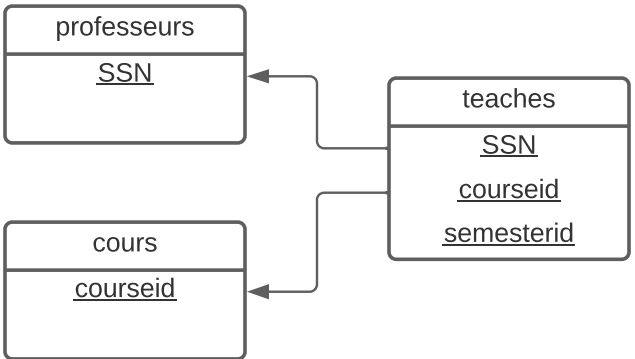 professeurs
SSN
teaches
SSN
courseid
semesterid
cours
courseid